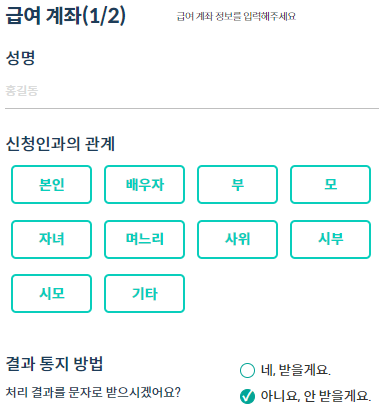 급여 계좌(1/2)
급여 계좌 정보를 입력해주세요
성명
홍길동
신청인과의 관계
본인 배우자 부 모
자녀 며느리 사위 시부
시모 기타
결과 통지 방법
처리 결과를 문자로 받으시겠어요?
네, 받을게요.
아니요, 안 받을게요.